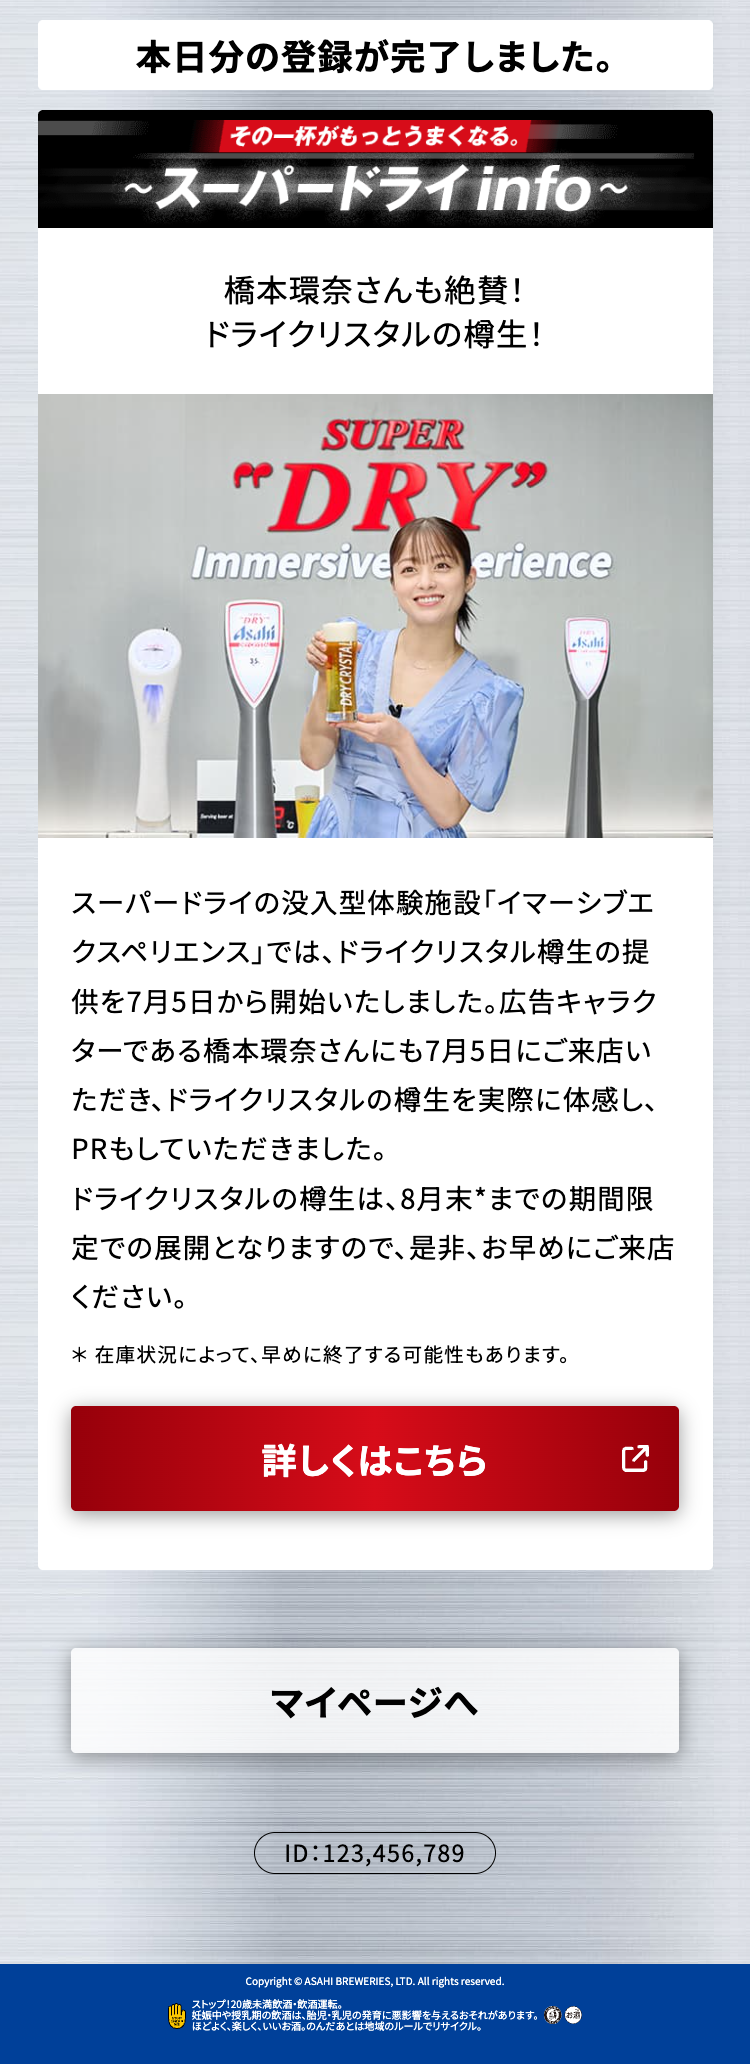 本日分の登録が完了しました。
その一杯がもっとうまくなる。
~スーパードライinfo~
橋本環奈さんも絶賛!
ドライクリスタルの樽生!
SUPER
"DRY"
Immersive
erience
DRY
Asahi
DRY
Asahi
DRY CRYSTAL
Serving beer at
℃
スーパードライの没入型体験施設「イマーシブエ
クスペリエンス」では、ドライクリスタル樽生の提
供を7月5日から開始いたしました。広告キャラク
ターである橋本環奈さんにも7月5日にご来店い
ただき、ドライクリスタルの樽生を実際に体感し、
PRもしていただきました。
ドライクリスタルの樽生は、8月末*までの期間限
定での展開となりますので、是非、お早めにご来店
ください。
＊ 在庫状況によって、早めに終了する可能性もあります。
詳しくはこちら
マイページへ
ID：123,456,789
Copyright © ASAHI BREWERIES, LTD. All rights reserved.
ストップ!20歳未満飲酒・飲酒運転。
妊娠中や授乳期の飲酒は、胎児・乳児の発育に悪影響を与えるおそれがあります。
ほどよく、楽しく、いいお酒。のんだあとは地域のルールでリサイクル。
お酒